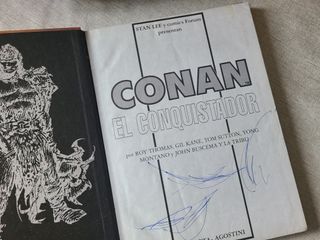 STAN LEE y comics Forum
presentan
CONAN
EL CONQUISTADOR
por ROY THOMAS, GIL KANE, TOM SUTTON, YONG
MONTANO y JOHN BUSCEMA Y LA TRIBU
AGOSTINI